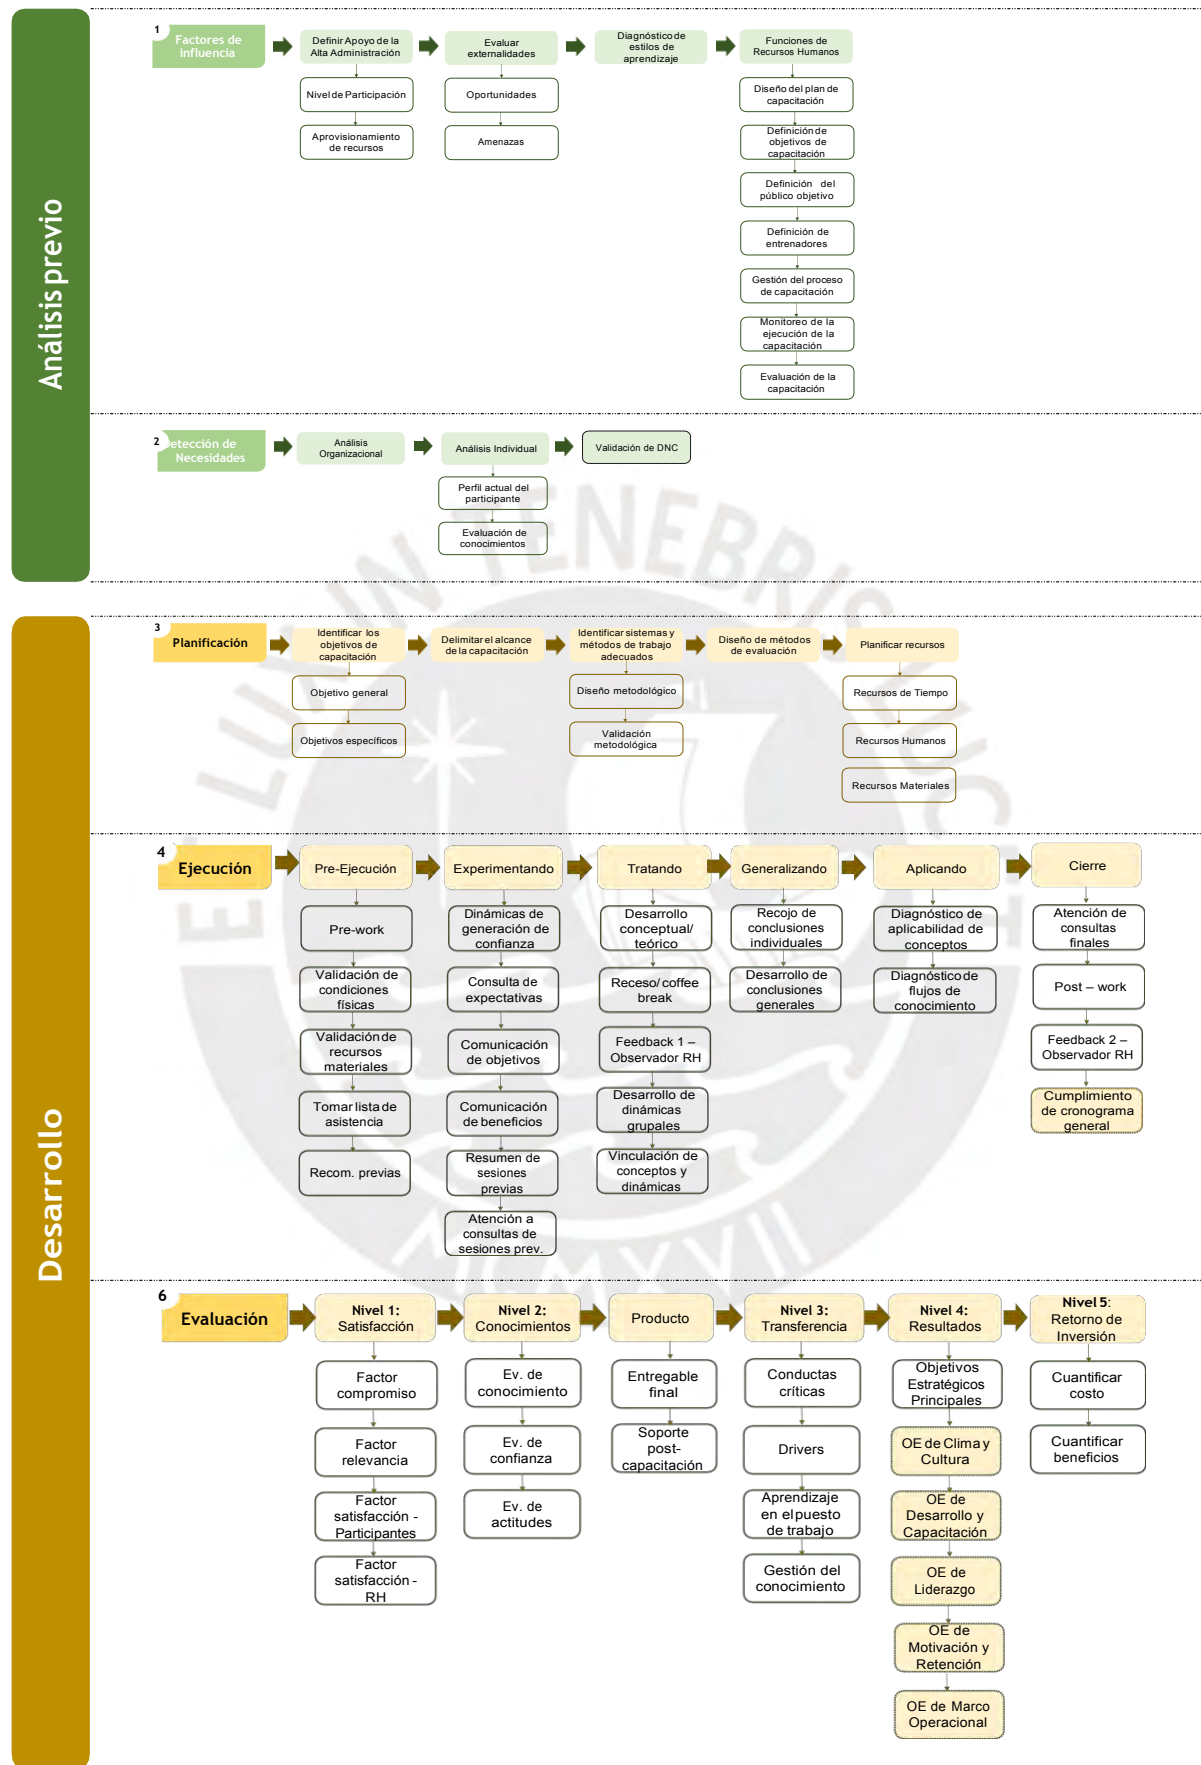 Análisis previo
1
Factores de
influencia
Definir Apoyo de la
Alta Administración
Nivel de Participación
Aprovisionamiento
de recursos
Evaluar
externalidades
Oportunidades
Amenazas
Diagnóstico de
estilos de
aprendizaje
Funciones de
Recursos Humanos
Diseño del plan de
capacitación
Definición de
objetivos de
capacitación
Definición del
público objetivo
Definición de
entrenadores
Gestión del proceso
de capacitación
Monitoreo de la
ejecución de la
capacitación
Evaluación de la
capacitación
2
etección de
Necesidades
Análisis
Organizacional
Análisis Individual
Perfil actual del
participante
Evaluación de
conocimientos
Validación de DNC
Desarrollo
3
Planificación
Identificar los
objetivos de
capacitación
Objetivo general
Objetivos específicos
Delimitar el alcance
de la capacitación
Identificar sistemas y
métodos de trabajo
adecuados
Diseño metodológico
Validación
metodológica
Diseño de métodos
de evaluación
Planificar recursos
Recursos de Tiempo
Recursos Humanos
Recursos Materiales
4
Ejecución
Pre-Ejecución
Pre-work
Validación de
condiciones
físicas
Validación de
recursos
materiales
Tomar lista de
asistencia
Recom. previas
Experimentando
Dinámicas de
generación de
confianza
Consulta de
expectativas
Comunicación
de objetivos
Comunicación
de beneficios
Resumen de
sesiones
previas
Atención a
consultas de
sesiones prev.
Tratando
Desarrollo
conceptual/
teórico
Receso/ coffee
break
Feedback 1 –
Observador RH
Desarrollo de
dinámicas
grupales
Vinculación de
conceptos y
dinámicas
Generalizando
Recojo de
conclusiones
individuales
Desarrollo de
conclusiones
generales
Aplicando
Diagnóstico de
aplicabilidad de
conceptos
Diagnóstico de
flujos de
conocimiento
Cierre
Atención de
consultas
finales
Post – work
Feedback 2 –
Observador RH
Cumplimiento
de cronograma
general
6
Evaluación
Nivel 1:
Satisfacción
Factor
compromiso
Factor
relevancia
Factor
satisfacción -
Participantes
Factor
satisfacción -
RH
Nivel 2:
Conocimientos
Ev. de
conocimiento
Ev. de
confianza
Ev. de
actitudes
Producto
Entregable
final
Soporte
post-
capacitación
Nivel 3:
Transferencia
Conductas
críticas
Drivers
Aprendizaje
en el puesto
de trabajo
Gestión del
conocimiento
Nivel 4:
Resultados
Objetivos
Estratégicos
Principales
OE de Clima y
Cultura
OE de
Desarrollo y
Capacitación
OE de
Liderazgo
OE de
Motivación y
Retención
OE de Marco
Operacional
Nivel 5:
Retorno de
Inversión
Cuantificar
costo
Cuantificar
beneficios